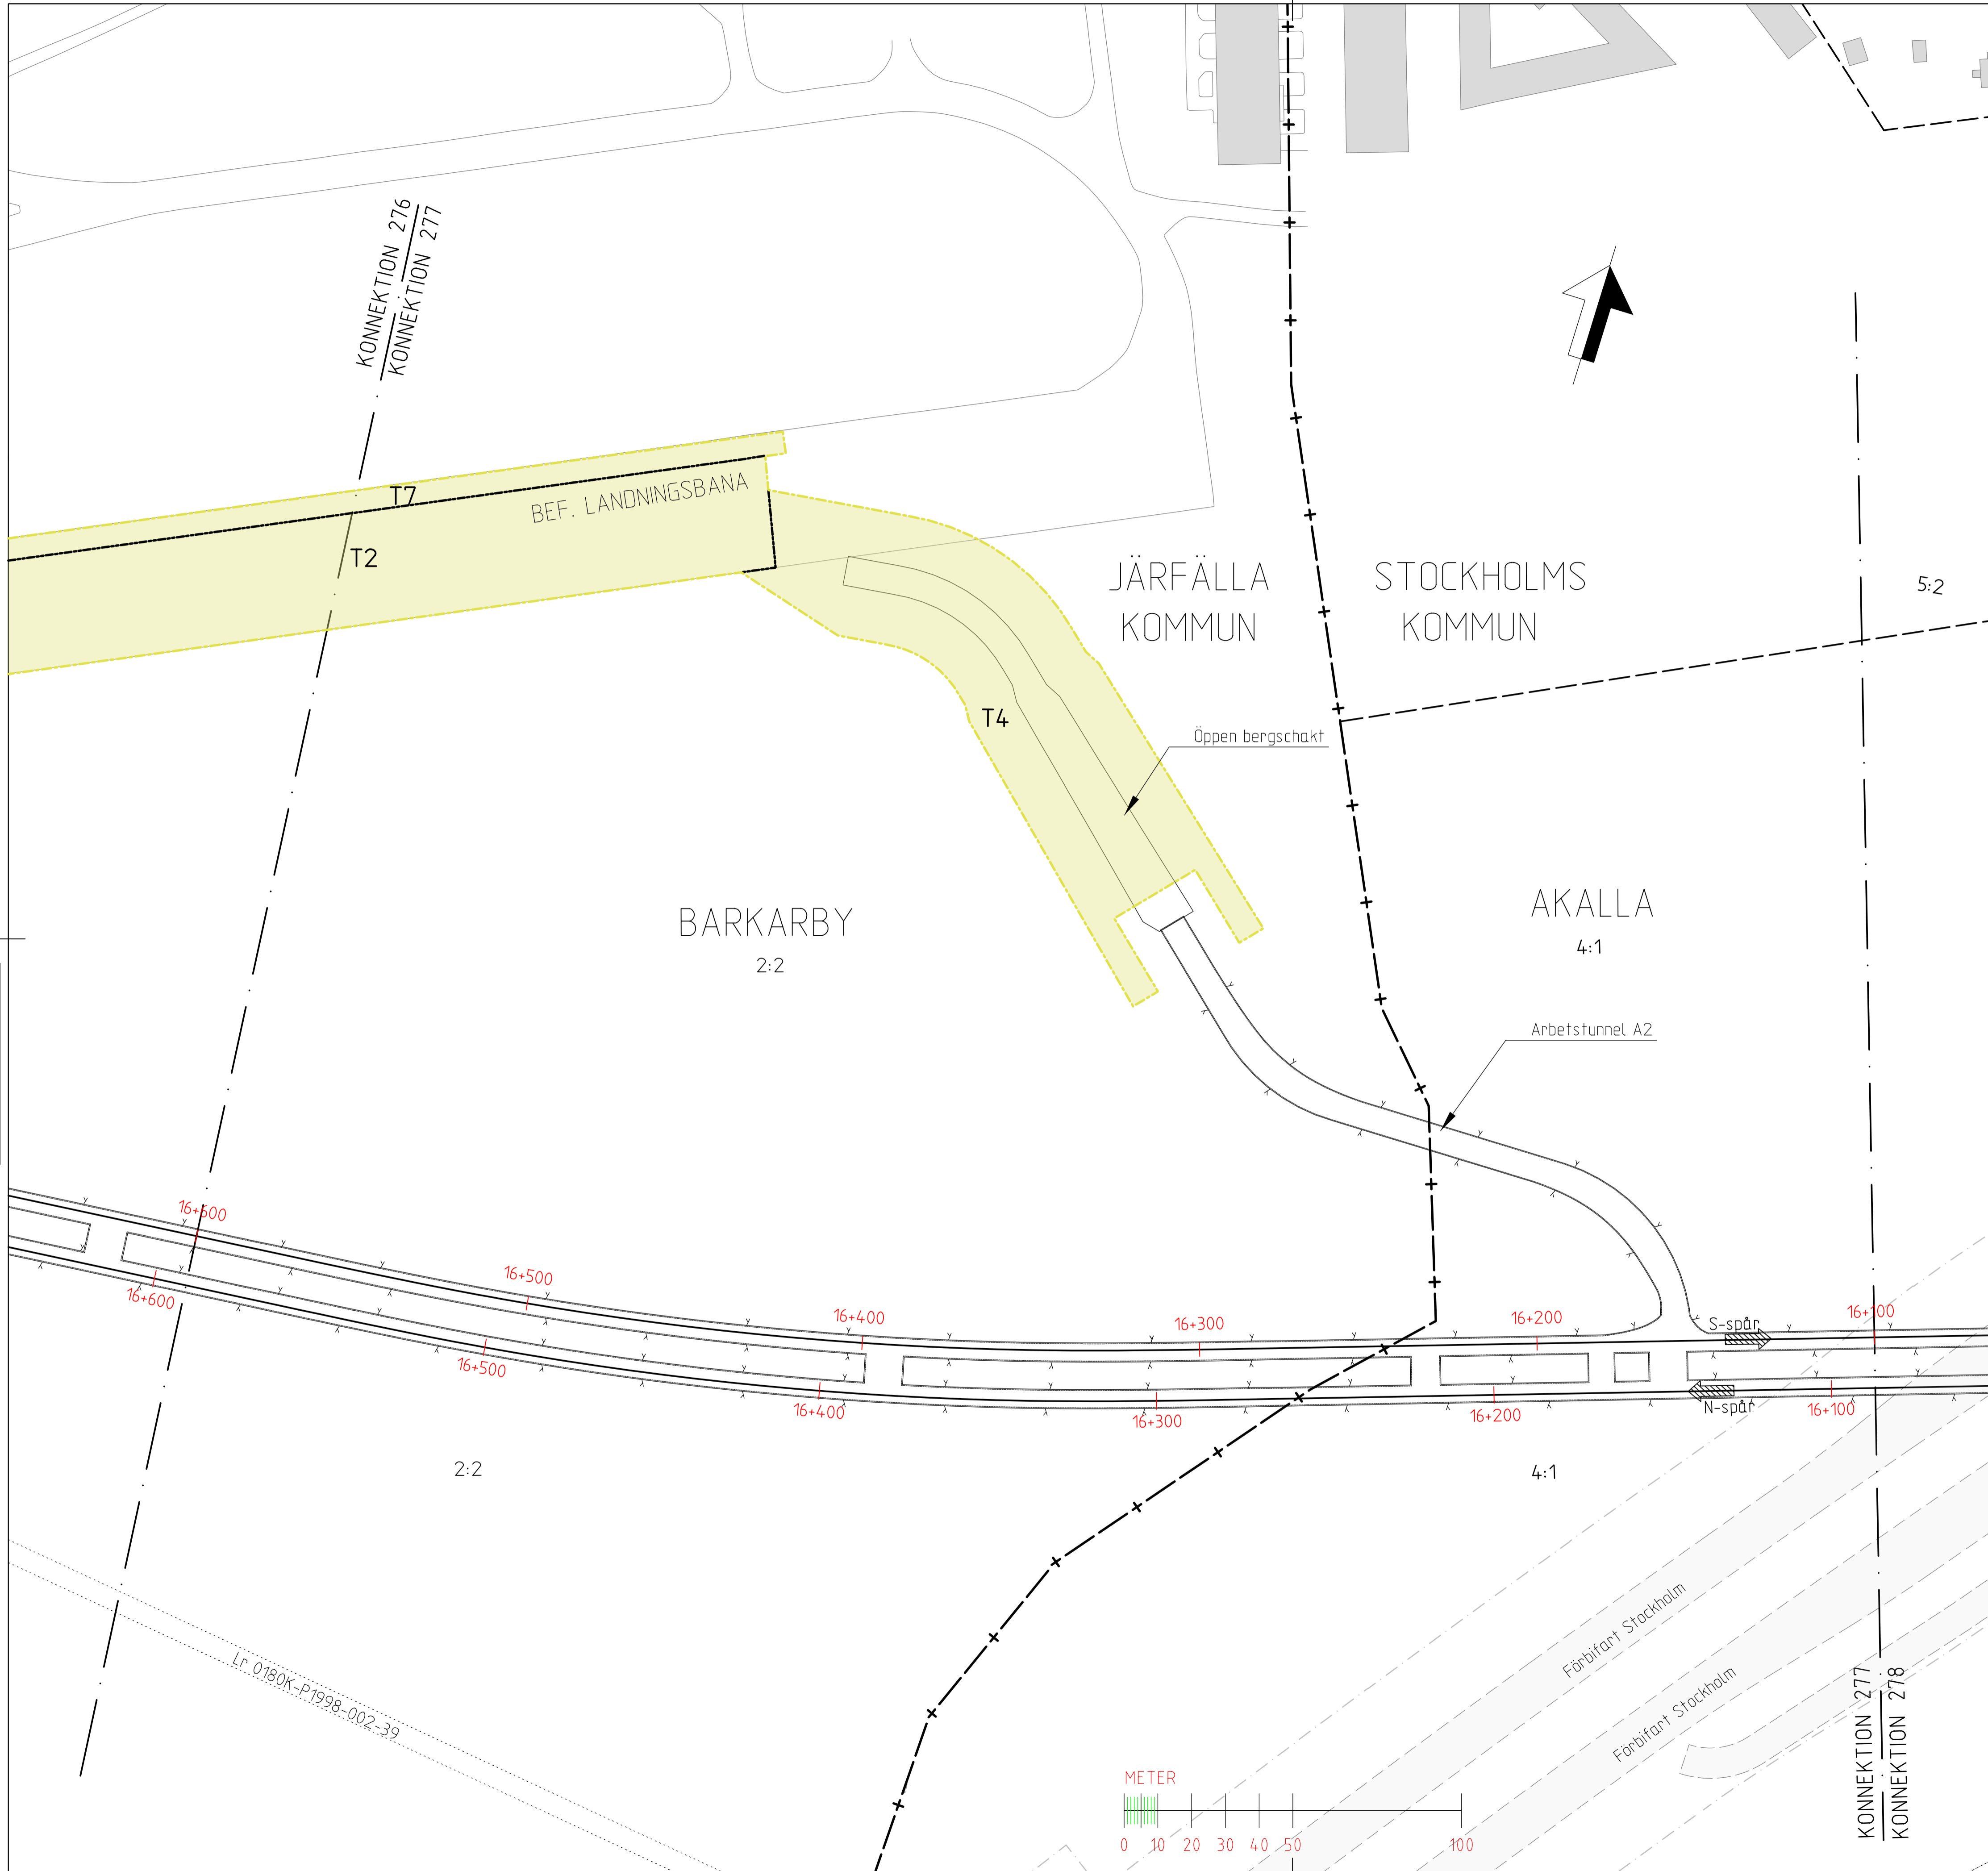 KONNEKTION 276
KONNEKTION 277
T7
BEF. LANDNINGSBANA
T2
JÄRFÄLLA
KOMMUN
STOCKHOLMS
KOMMUN
5:2
T4
Öppen bergschakt
BARKARBY
2:2
AKALLA
4:1
Arbetstunnel A2
16+600
16+500
16+400
16+300
16+200
16+100
S-spår
16+600
16+500
16+400
16+300
16+200
N-spår
16+100
2:2
4:1
Förbifart Stockholm
Förbifart Stockholm
Lr 0180K-P1998-002-39
KONNEKTION 277
KONNEKTION 278
METER
0 10 20 30 40 50 100